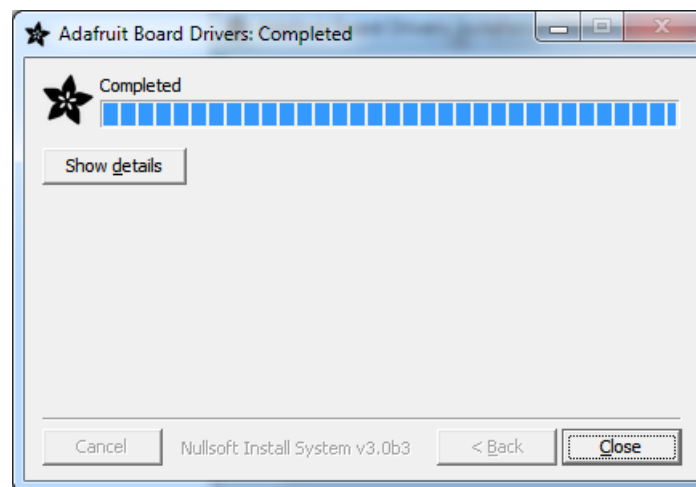 Adafruit Board Drivers: Completed
Completed
Show details
Cancel
Nullsoft Install System v3.0b3
< Back
Close